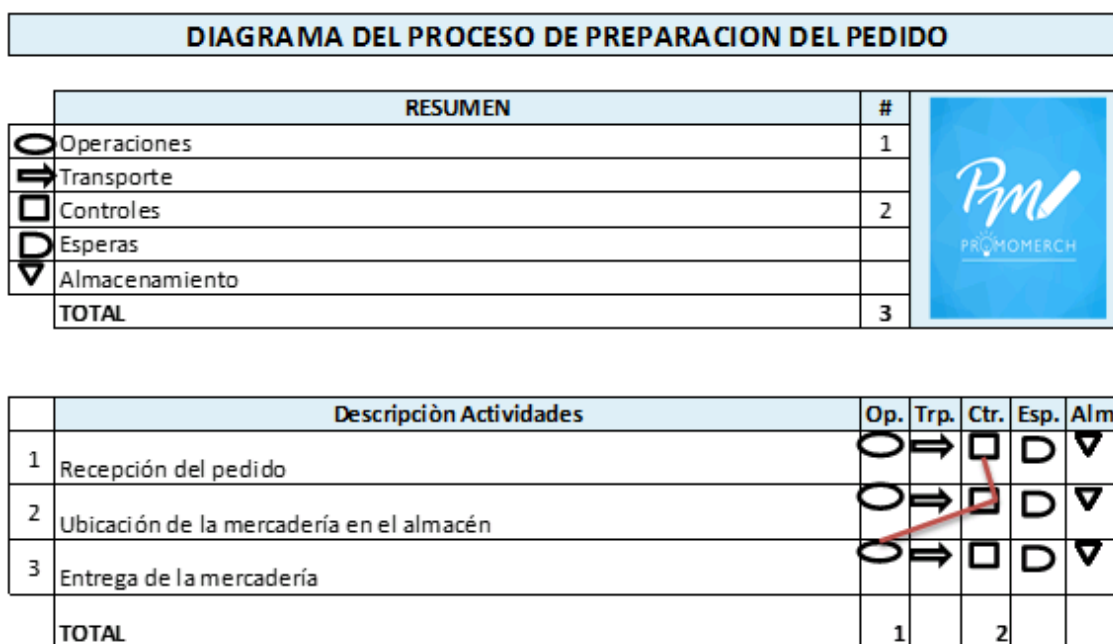 DIAGRAMA DEL PROCESO DE PREPARACION DEL PEDIDO
RESUMEN #
Operaciones 1
Transporte
Controles 2
Esperas
Almacenamiento
TOTAL 3
Pm
PROMOMERCH
Descripciòn Actividades Op. Trp. Ctr. Esp. Alm
1 Recepción del pedido
2 Ubicación de la mercadería en el almacén
3 Entrega de la mercadería
TOTAL 1 2